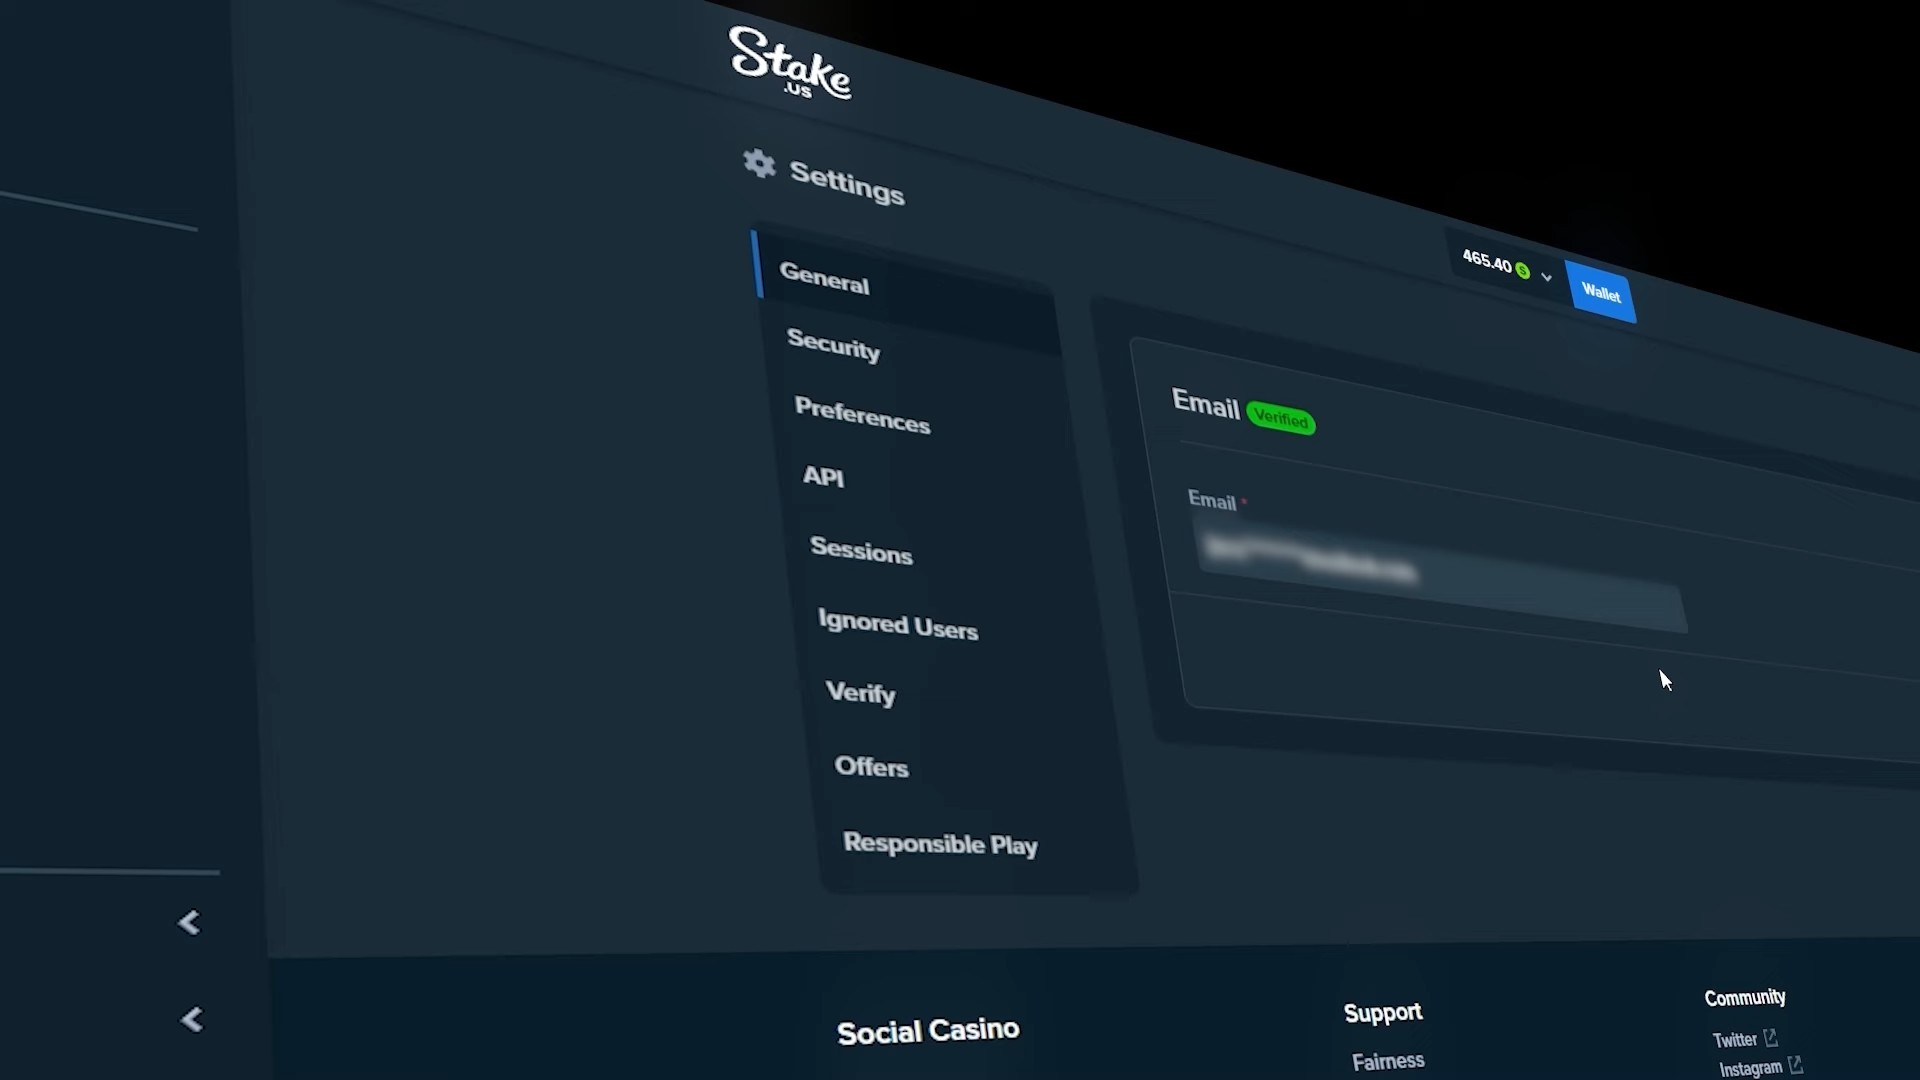 Stake
.US
Settings
465.40 S
Wallet
General
Security
Preferences
API
Sessions
Ignored Users
Verify
Offers
Responsible Play
Email Verified
Email *
Social Casino
Support
Fairness
Community
Twitter
Instagram